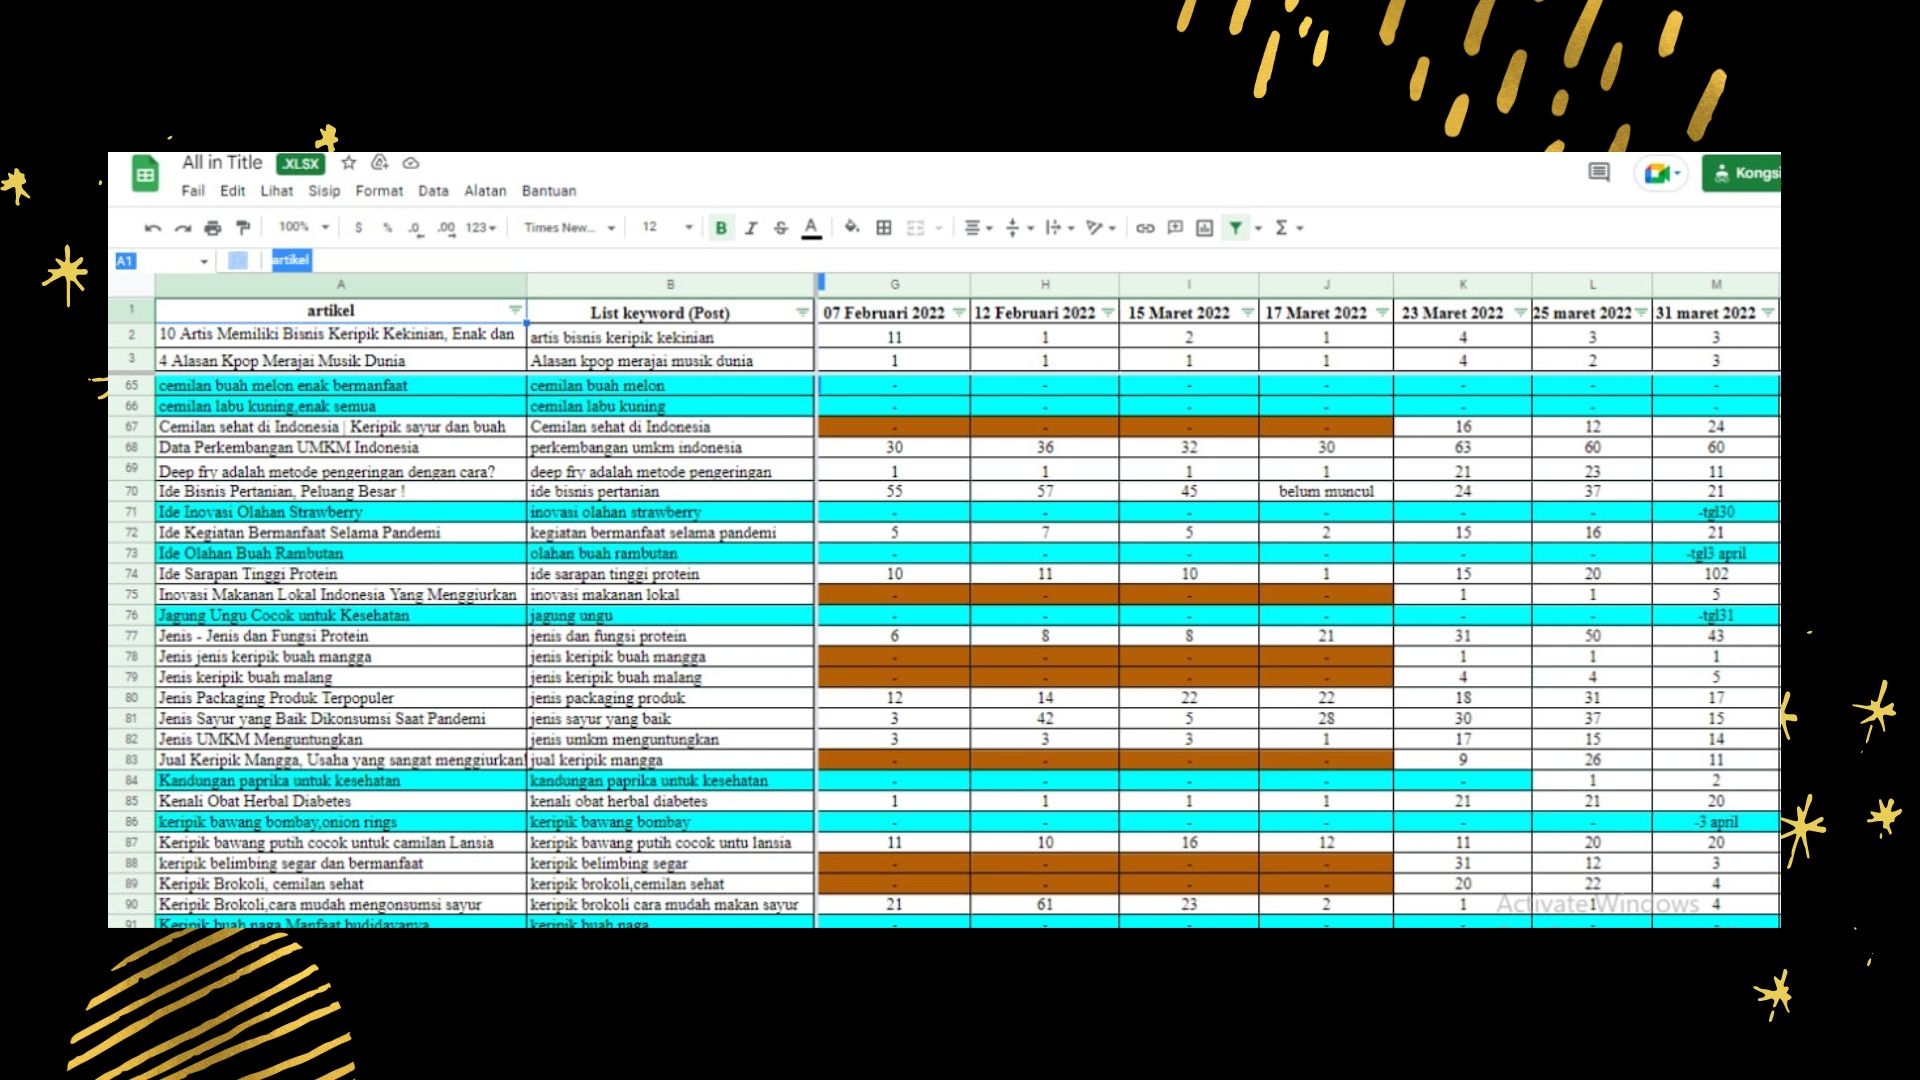 All in Title .XLSX
Fail Edit Lihat Sisip Format Data Alatan Bantuan
Kongsi
100% $ % .0 .00 123 Times New... 12 B I S A
A1 artikel
A B G H I J K L M
1 artikel List keyword (Post) 07 Februari 2022 12 Februari 2022 15 Maret 2022 17 Maret 2022 23 Maret 2022 25 maret 2022 31 maret 2022
2 10 Artis Memiliki Bisnis Keripik Kekinian, Enak dan artis bisnis keripik kekinian 11 1 2 1 4 3 3
3 4 Alasan Kpop Merajai Musik Dunia Alasan kpop merajai musik dunia 1 1 1 1 4 2 3
65 cemilan buah melon enak bermanfaat cemilan buah melon - - - - - - -
66 cemilan labu kuning,enak semua cemilan labu kuning - - - - - - -
67 Cemilan sehat di Indonesia | Keripik sayur dan buah Cemilan sehat di Indonesia - - - - 16 12 24
68 Data Perkembangan UMKM Indonesia perkembangan umkm indonesia 30 36 32 30 63 60 60
69 Deep fry adalah metode pengeringan dengan cara? deep fry adalah metode pengeringan 1 1 1 1 21 23 11
70 Ide Bisnis Pertanian, Peluang Besar ! ide bisnis pertanian 55 57 45 belum muncul 24 37 21
71 Ide Inovasi Olahan Strawberry inovasi olahan strawberry - - - - - - -tgl30
72 Ide Kegiatan Bermanfaat Selama Pandemi kegiatan bermanfaat selama pandemi 5 7 5 2 15 16 21
73 Ide Olahan Buah Rambutan olahan buah rambutan - - - - - - -tgl3 april
74 Ide Sarapan Tinggi Protein ide sarapan tinggi protein 10 11 10 1 15 20 102
75 Inovasi Makanan Lokal Indonesia Yang Menggiurkan inovasi makanan lokal - - - - 1 1 5
76 Jagung Ungu Cocok untuk Kesehatan jagung ungu - - - - - - -tgl31
77 Jenis - Jenis dan Fungsi Protein jenis dan fungsi protein 6 8 8 21 31 50 43
78 Jenis jenis keripik buah mangga jenis keripik buah mangga - - - - 1 1 1
79 Jenis keripik buah malang jenis keripik buah malang - - - - 4 4 5
80 Jenis Packaging Produk Terpopuler jenis packaging produk 12 14 22 22 18 31 17
81 Jenis Sayur yang Baik Dikonsumsi Saat Pandemi jenis sayur yang baik 3 42 5 28 30 37 15
82 Jenis UMKM Menguntungkan jenis umkm menguntungkan 3 3 3 1 17 15 14
83 Jual Keripik Mangga, Usaha yang sangat menggiurkan! jual keripik mangga - - - - 9 26 11
84 Kandungan paprika untuk kesehatan kandungan paprika untuk kesehatan - - - - - 1 2
85 Kenali Obat Herbal Diabetes kenali obat herbal diabetes 1 1 1 1 21 21 20
86 keripik bawang bombay,onion rings keripik bawang bombay - - - - - - -3 april
87 Keripik bawang putih cocok untuk camilan Lansia keripik bawang putih cocok untu lansia 11 10 16 12 11 20 20
88 keripik belimbing segar dan bermanfaat keripik belimbing segar - - - - 31 12 3
89 Keripik Brokoli, cemilan sehat keripik brokoli,cemilan sehat - - - - 20 22 4
90 Keripik Brokoli,cara mudah mengonsumsi sayur keripik brokoli cara mudah makan sayur 21 61 23 2 1 1 4
Activate Windows
91 Keripik buah naga Manfaat budidayanya keripik buah naga - - - - - - -